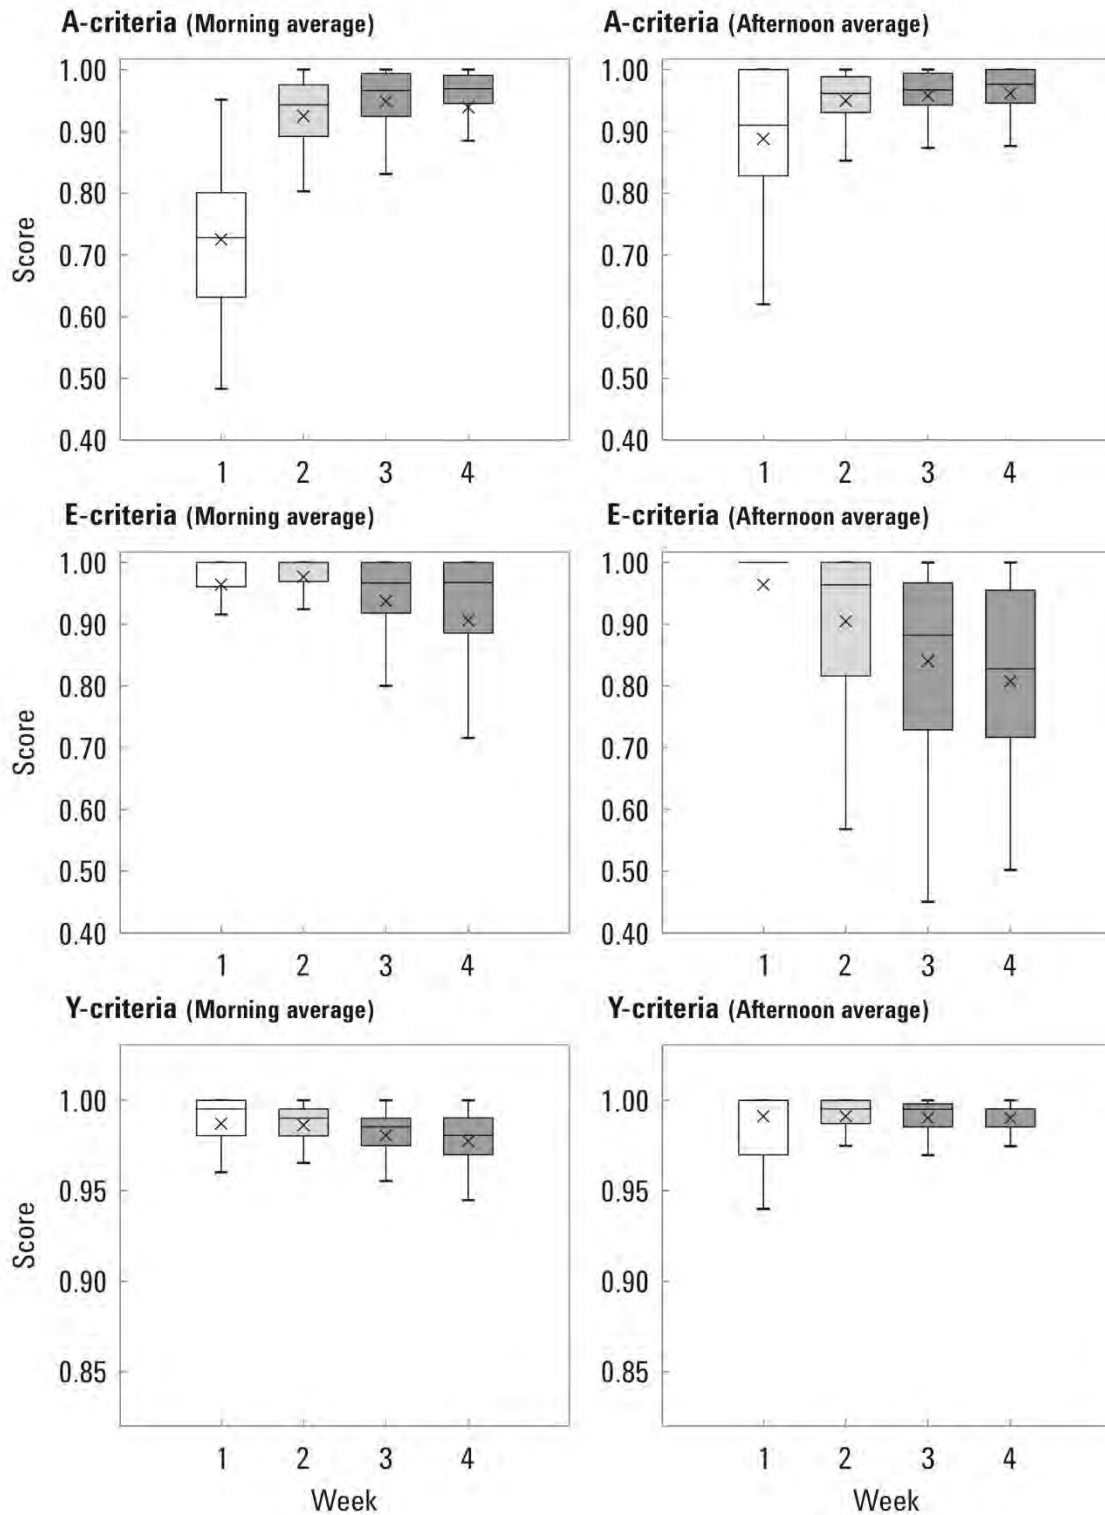 A-criteria (Morning average)
A-criteria (Afternoon average)
Score
1.00
0.90
0.80
0.70
0.60
0.50
0.40
1 2 3 4
1.00
0.90
0.80
0.70
0.60
0.50
0.40
1 2 3 4
E-criteria (Morning average)
E-criteria (Afternoon average)
Score
1.00
0.90
0.80
0.70
0.60
0.50
0.40
1 2 3 4
1.00
0.90
0.80
0.70
0.60
0.50
0.40
1 2 3 4
Y-criteria (Morning average)
Y-criteria (Afternoon average)
Score
1.00
0.95
0.90
0.85
1 2 3 4
Week
1.00
0.95
0.90
0.85
1 2 3 4
Week